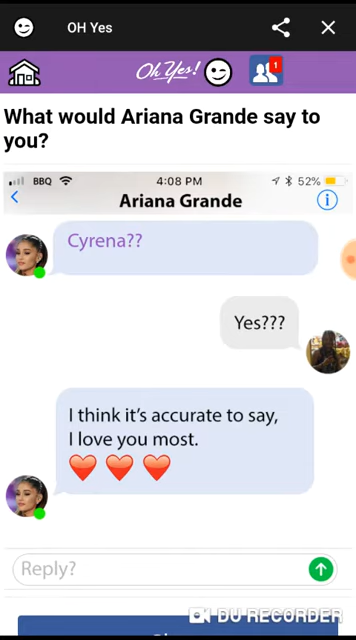 OH Yes
Oh Yes!
1
What would Ariana Grande say to
you?
BBQ 4:08 PM 52%
Ariana Grande
Cyrena??
Yes???
I think it's accurate to say,
I love you most.
Reply?
DU RECORDER